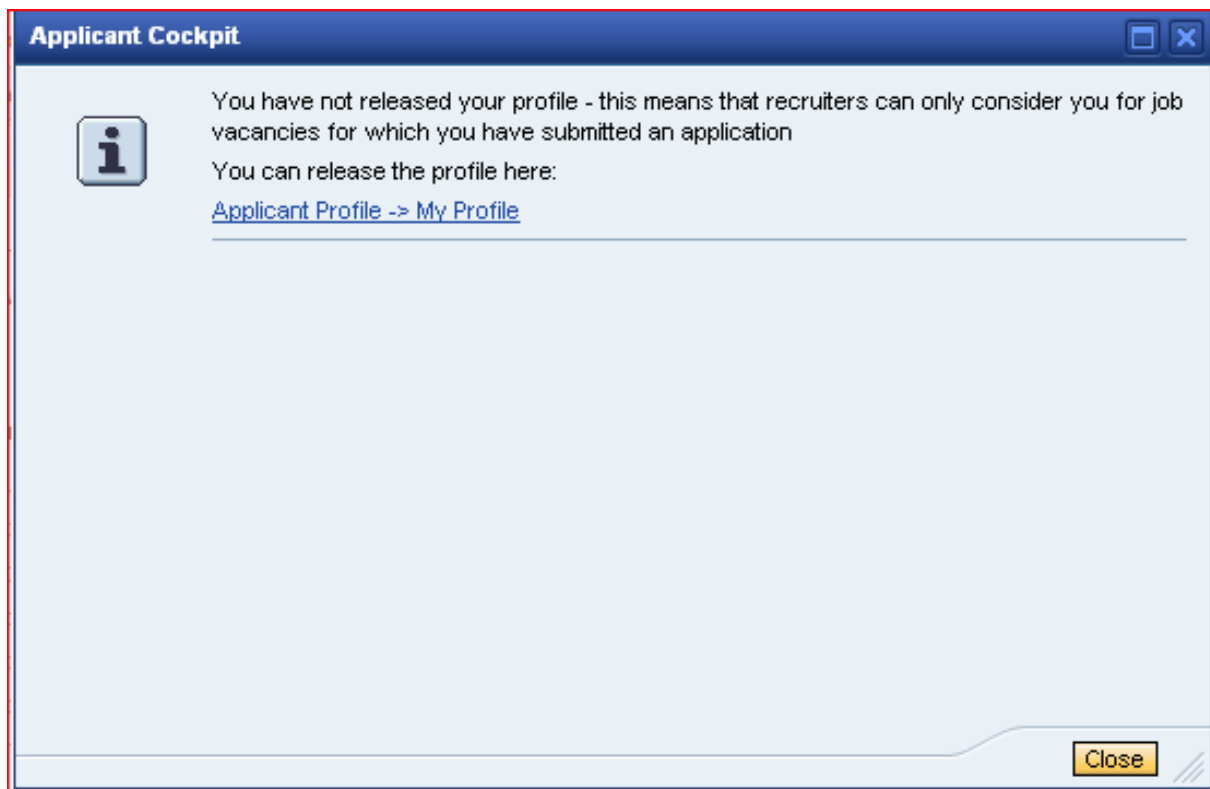 Applicant Cockpit
You have not released your profile - this means that recruiters can only consider you for job
vacancies for which you have submitted an application
You can release the profile here:
Applicant Profile -> My Profile
Close